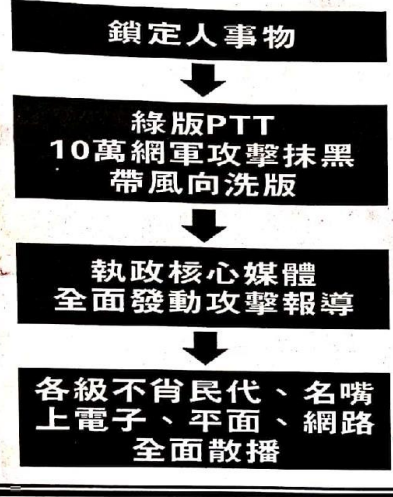 鎖定人事物
綠版PTT
10萬網軍攻擊抹黑
帶風向洗版
執政核心媒體
全面發動攻擊報導
各級不肖民代、名嘴
上電子、平面、網路
全面散播